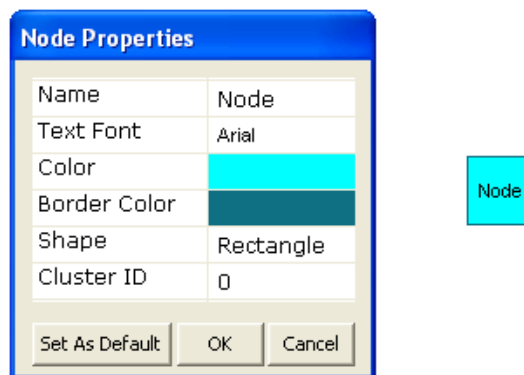 Node Properties
Name Node
Text Font Arial
Color
Border Color
Shape Rectangle
Cluster ID 0
Set As Default OK Cancel
Node